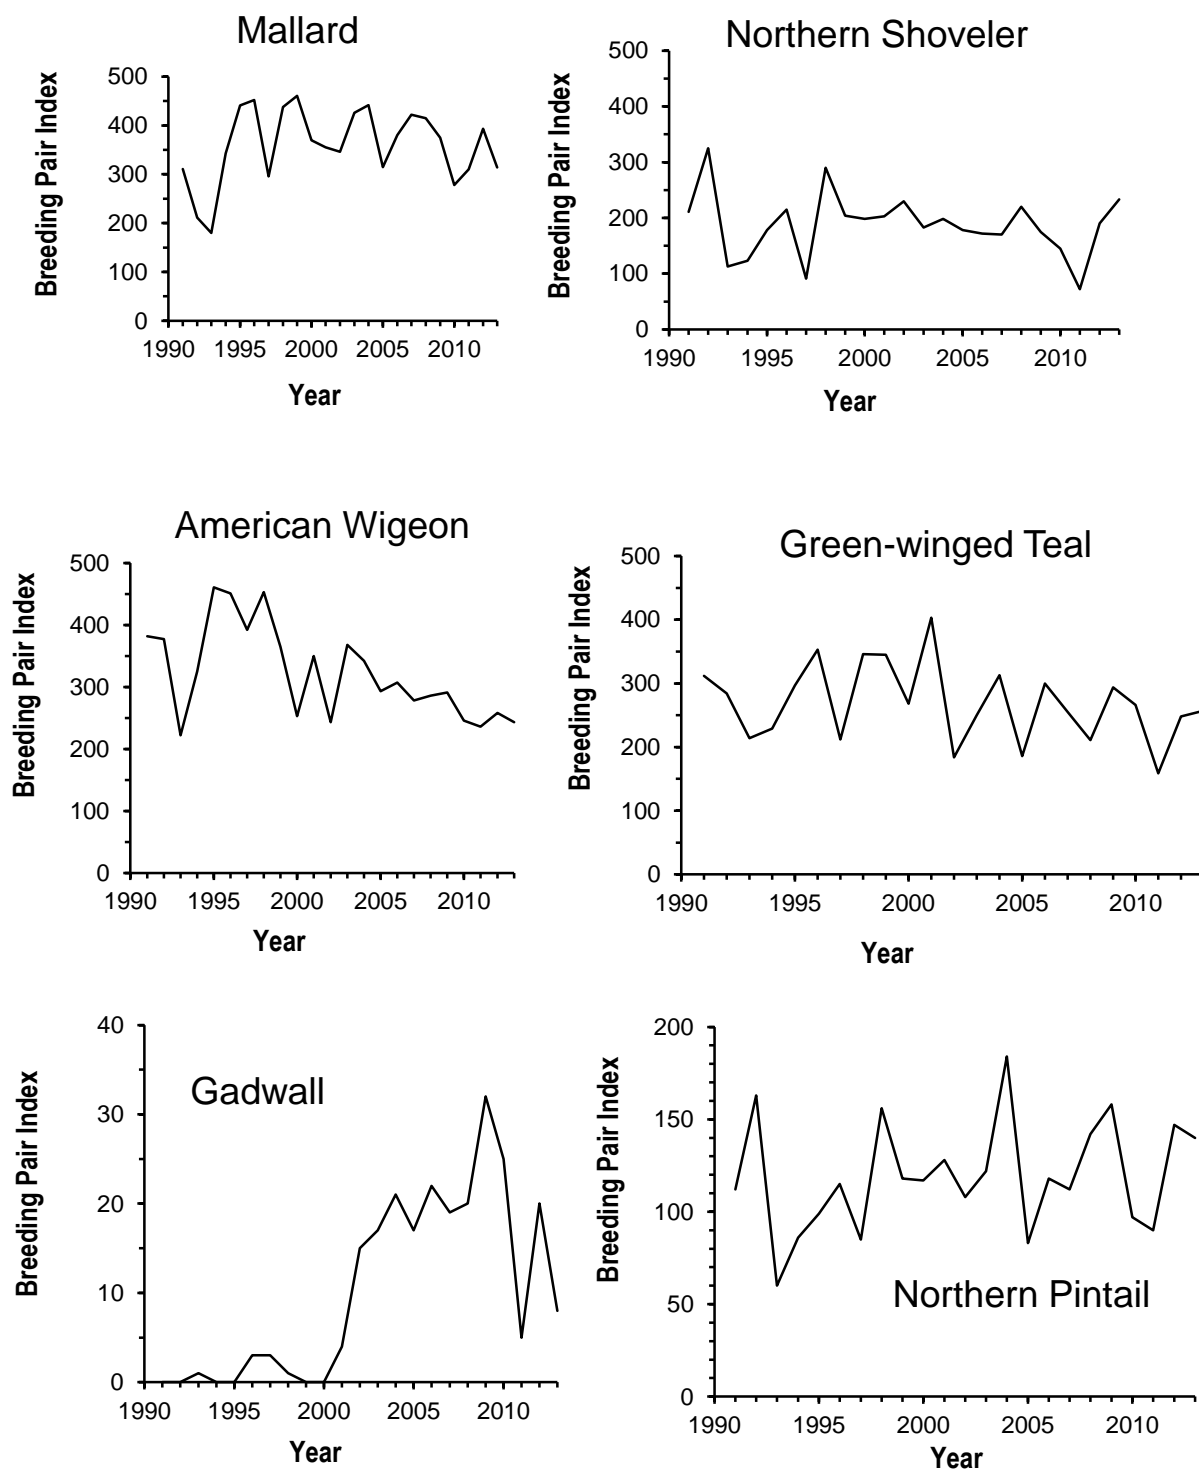 Mallard
Breeding Pair Index
500
400
300
200
100
0
1990 1995 2000 2005 2010
Year
Northern Shoveler
Breeding Pair Index
500
400
300
200
100
0
1990 1995 2000 2005 2010
Year
American Wigeon
Breeding Pair Index
500
400
300
200
100
0
1990 1995 2000 2005 2010
Year
Green-winged Teal
Breeding Pair Index
500
400
300
200
100
0
1990 1995 2000 2005 2010
Year
Gadwall
Breeding Pair Index
40
30
20
10
0
1990 1995 2000 2005 2010
Year
Breeding Pair Index
200
150
100
50
0
Northern Pintail
1990 1995 2000 2005 2010
Year